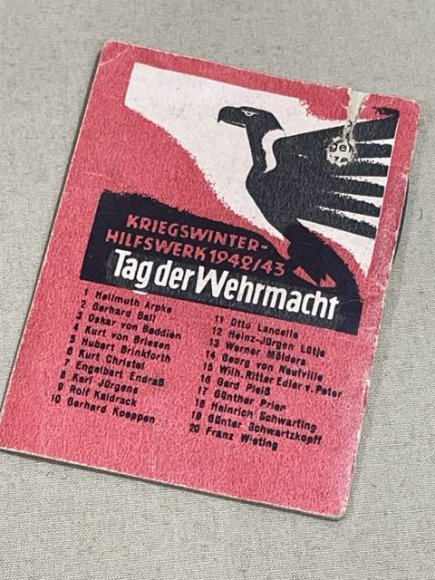 ge
KRIEGSWINTER-
HILFSWERK 1942/43
Tag der Wehrmacht
1 Hellmuth Arpke
2 Gerhard Ball
3 Oskar von Boddien
4 Kurt von Briesen
5 Hubert Brinkforth
6 Kurt Christel
7 Engelbert Endraß
8 Karl Jürgens
9 Rolf Kaldrack
10 Gerhard Koeppen
11 Otto Lancelle
12 Heinz-Jürgen Lütje
13 Werner Mölders
14 Georg von Neufville
15 Wilh. Ritter Edler v. Peter
16 Gerd Pleiß
17 Günther Prien
18 Heinrich Schwarting
19 Günter Schwartzkopff
20 Franz Wieting